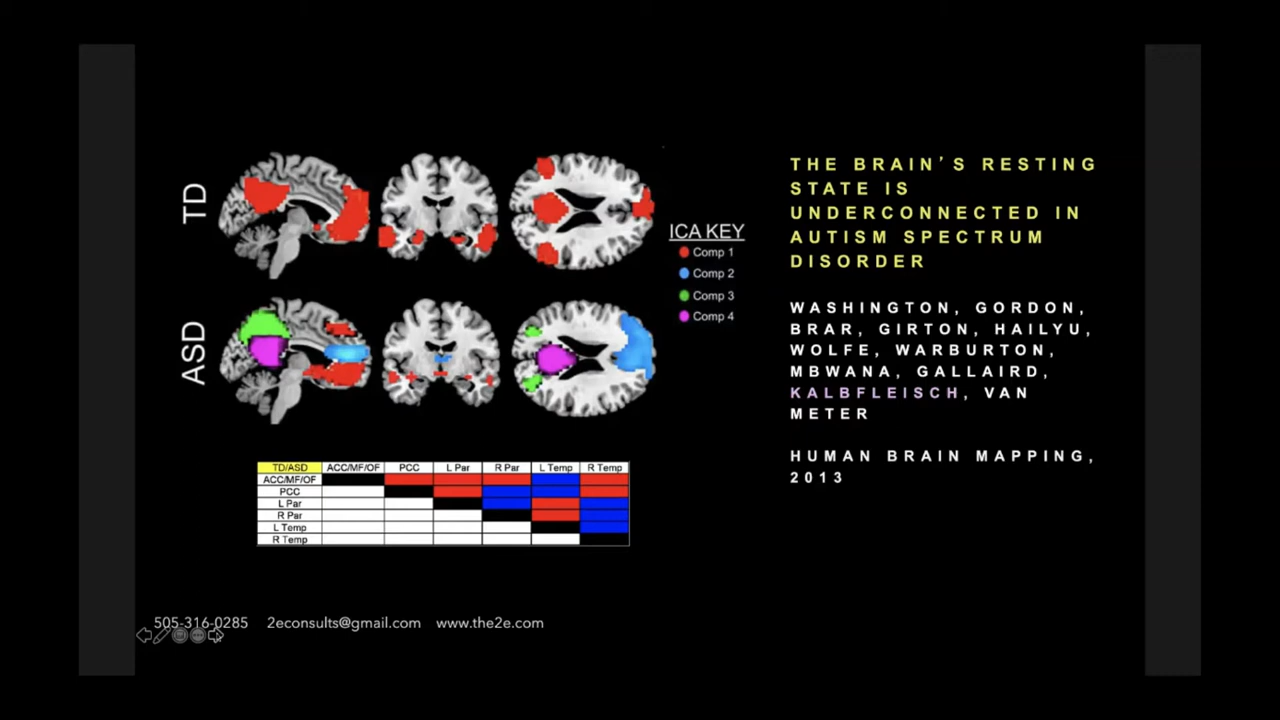 TD
ASD
ICA KEY
Comp 1
Comp 2
Comp 3
Comp 4
TD/ASD ACC/MF/OF PCC L Par R Par L Temp R Temp
ACC/MF/OF
PCC
L Par
R Par
L Temp
R Temp
THE BRAIN’S RESTING
STATE IS
UNDERCONNECTED IN
AUTISM SPECTRUM
DISORDER
WASHINGTON, GORDON,
BRAR, GIRTON, HAILYU,
WOLFE, WARBURTON,
MBWANA, GALLAIRD,
KALBFLEISCH, VAN
METER
HUMAN BRAIN MAPPING,
2013
505-316-0285 2econsults@gmail.com www.the2e.com